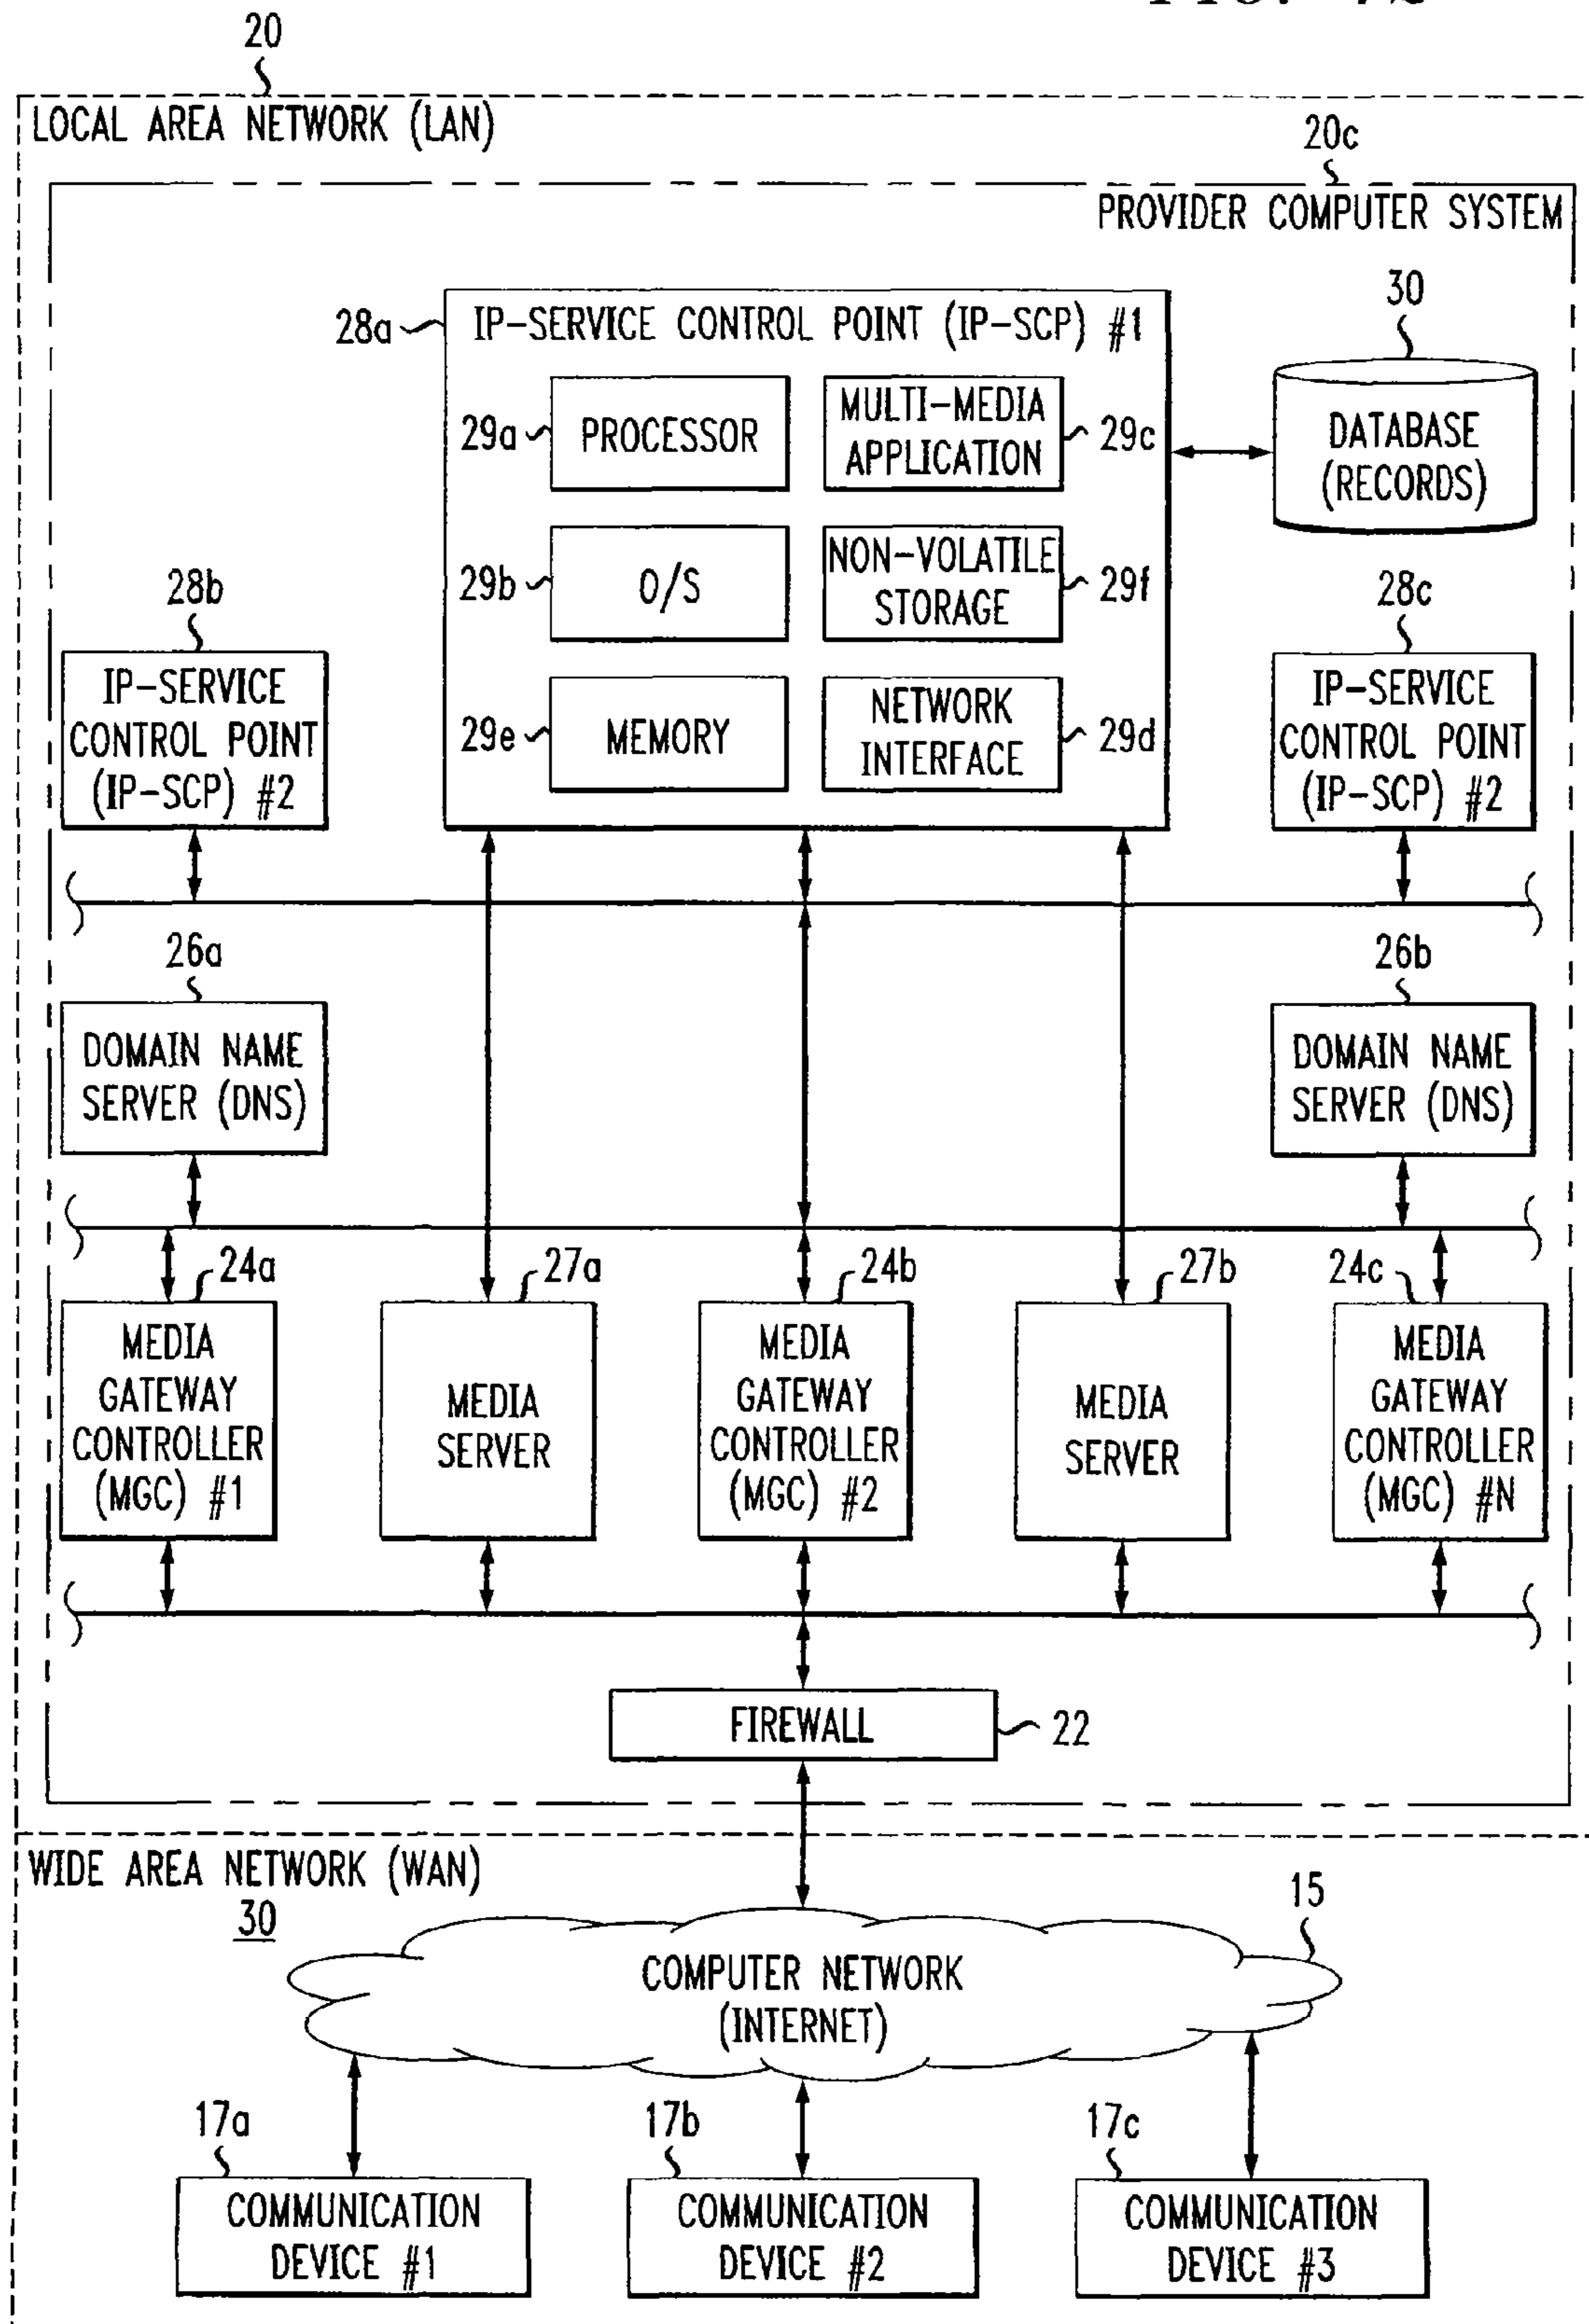 20
LOCAL AREA NETWORK (LAN)
20c
PROVIDER COMPUTER SYSTEM
28a
IP-SERVICE CONTROL POINT (IP-SCP) #1
30
29a
PROCESSOR
MULTI-MEDIA
APPLICATION
29c
DATABASE
(RECORDS)
29b
O/S
NON-VOLATILE
STORAGE
29f
29e
MEMORY
NETWORK
INTERFACE
29d
28b
IP-SERVICE
CONTROL POINT
(IP-SCP) #2
28c
IP-SERVICE
CONTROL POINT
(IP-SCP) #2
26a
DOMAIN NAME
SERVER (DNS)
26b
DOMAIN NAME
SERVER (DNS)
24a
MEDIA
GATEWAY
CONTROLLER
(MGC) #1
27a
MEDIA
SERVER
24b
MEDIA
GATEWAY
CONTROLLER
(MGC) #2
27b
MEDIA
SERVER
24c
MEDIA
GATEWAY
CONTROLLER
(MGC) #N
FIREWALL
22
WIDE AREA NETWORK (WAN)
30
15
COMPUTER NETWORK
(INTERNET)
17a
COMMUNICATION
DEVICE #1
17b
COMMUNICATION
DEVICE #2
17c
COMMUNICATION
DEVICE #3